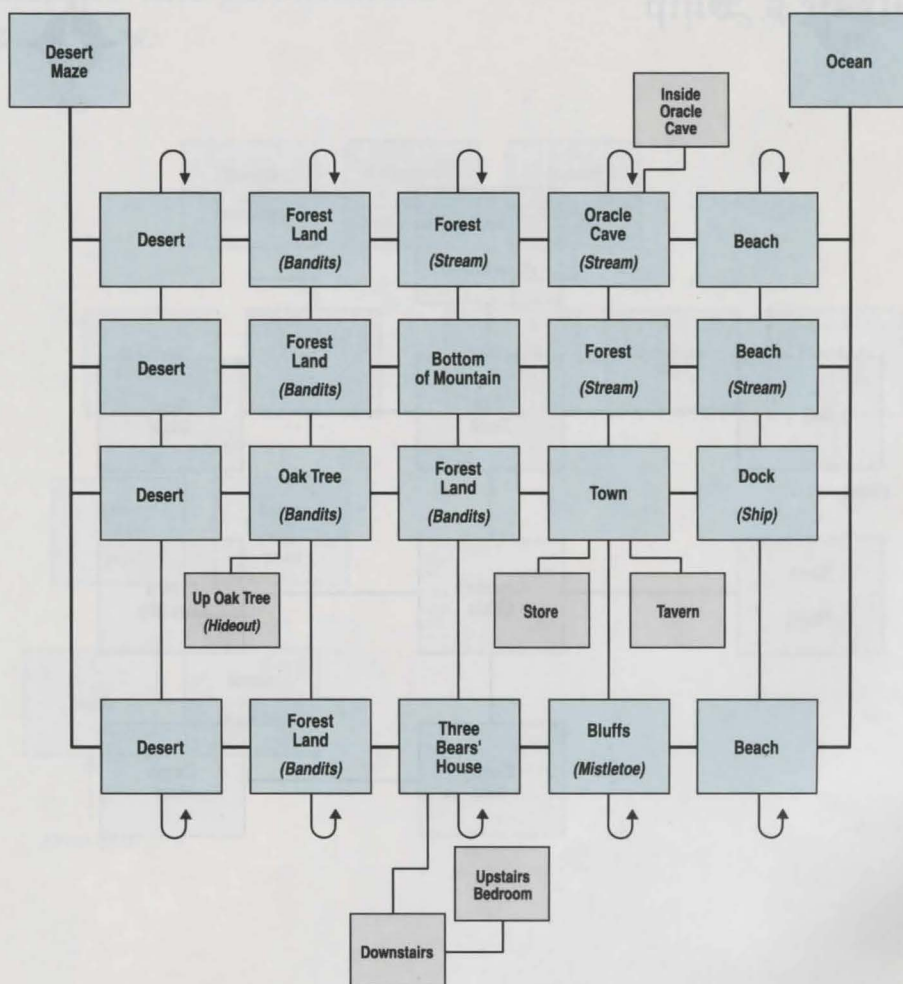 Desert
Maze
Ocean
Inside
Oracle
Cave
Desert
Forest
Land
(Bandits)
Forest
(Stream)
Oracle
Cave
(Stream)
Beach
Desert
Forest
Land
(Bandits)
Bottom
of Mountain
Forest
(Stream)
Beach
(Stream)
Desert
Oak Tree
(Bandits)
Forest
Land
(Bandits)
Town
Dock
(Ship)
Up Oak Tree
(Hideout)
Store
Tavern
Desert
Forest
Land
(Bandits)
Three
Bears'
House
Bluffs
(Mistletoe)
Beach
Upstairs
Bedroom
Downstairs